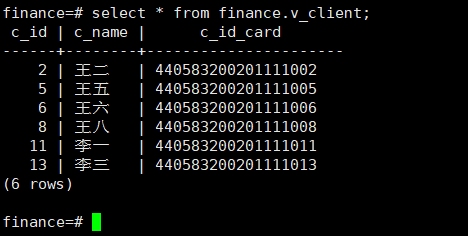 finance=# select * from finance.v_client;
 c_id | c_name |      c_id_card
------+--------+---------------------
    2 | 王二   | 440583200201111002
    5 | 王五   | 440583200201111005
    6 | 王六   | 440583200201111006
    8 | 王八   | 440583200201111008
   11 | 李一   | 440583200201111011
   13 | 李三   | 440583200201111013
(6 rows)
finance=#